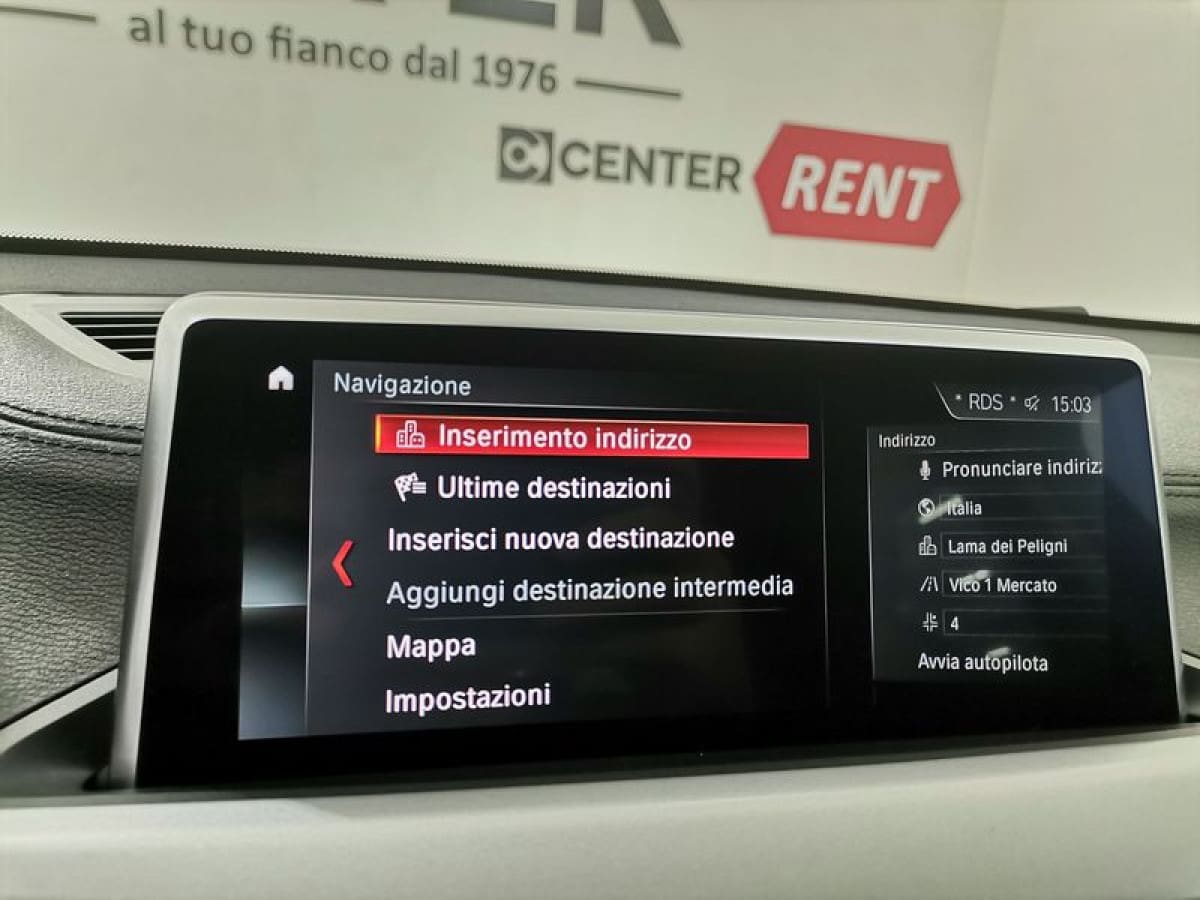 al tuo fianco dal 1976
CENTER RENT
Navigazione
* RDS * 15:03
Inserimento indirizzo
Ultime destinazioni
Inserisci nuova destinazione
Aggiungi destinazione intermedia
Mappa
Impostazioni
Indirizzo
Pronunciare indiriz
Italia
Lama dei Peligni
Vico 1 Mercato
4
Avvia autopilota